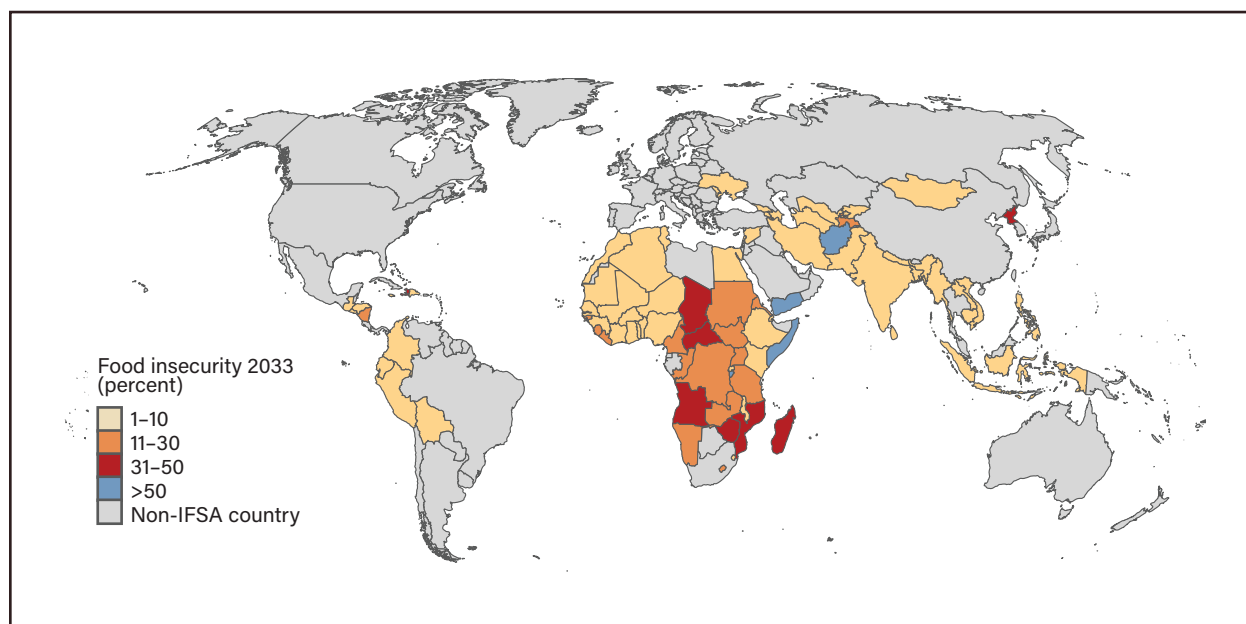 Food insecurity 2033
(percent)
1–10
11–30
31–50
>50
Non-IFSA country